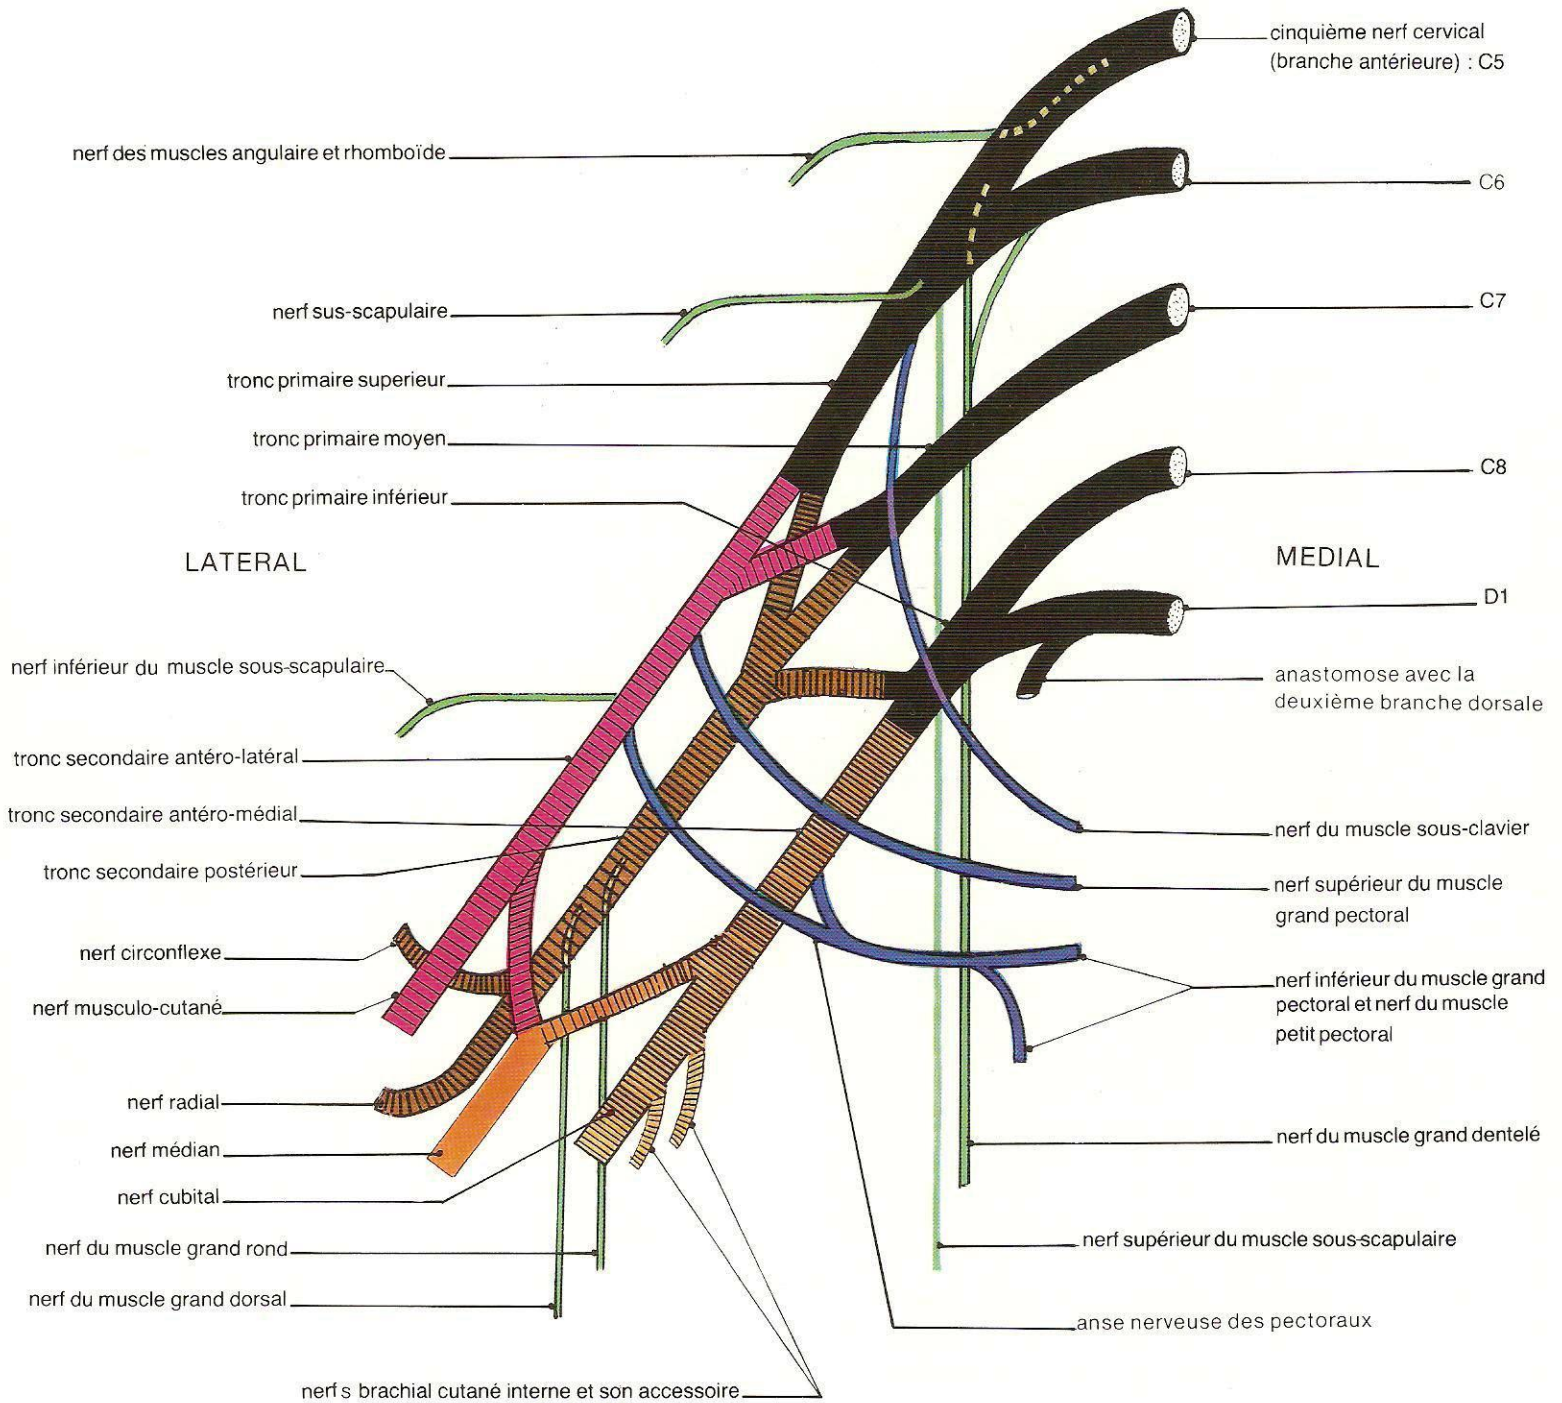 cinquième nerf cervical
(branche antérieure) : C5
nerf des muscles angulaire et rhomboïde
C6
nerf sus-scapulaire
C7
tronc primaire superieur
tronc primaire moyen
tronc primaire inférieur
C8
LATERAL
MEDIAL
D1
nerf inférieur du muscle sous-scapulaire
anastomose avec la
deuxième branche dorsale
tronc secondaire antéro-latéral
tronc secondaire antéro-médial
tronc secondaire postérieur
nerf du muscle sous-clavier
nerf supérieur du muscle
grand pectoral
nerf circonflexe
nerf musculo-cutané
nerf inférieur du muscle grand
pectoral et nerf du muscle
petit pectoral
nerf radial
nerf médian
nerf cubital
nerf du muscle grand dentelé
nerf du muscle grand rond
nerf supérieur du muscle sous-scapulaire
nerf du muscle grand dorsal
anse nerveuse des pectoraux
nerfs brachial cutané interne et son accessoire